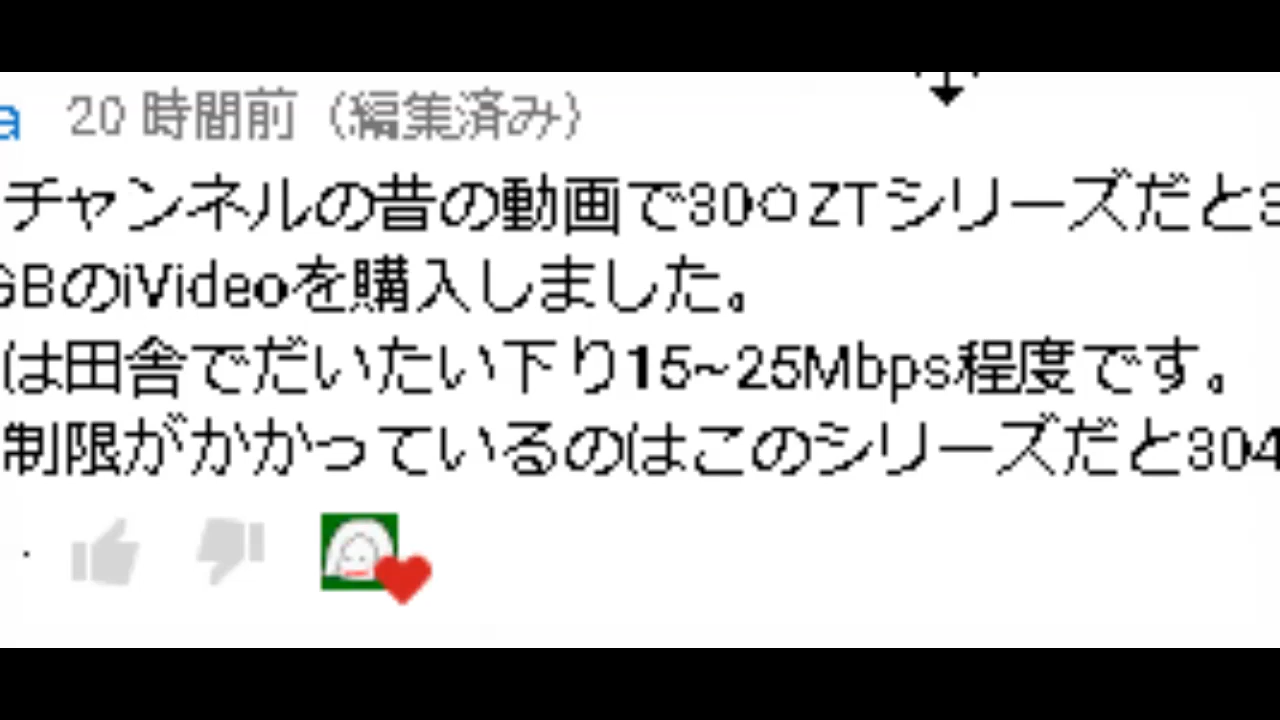 a 20 時間前（編集済み）
チャンネルの昔の動画で30○ZTシリーズだと3
GBのiVideoを購入しました。
は田舎でだいたい下り15~25Mbps程度です。
制限がかかっているのはこのシリーズだと304